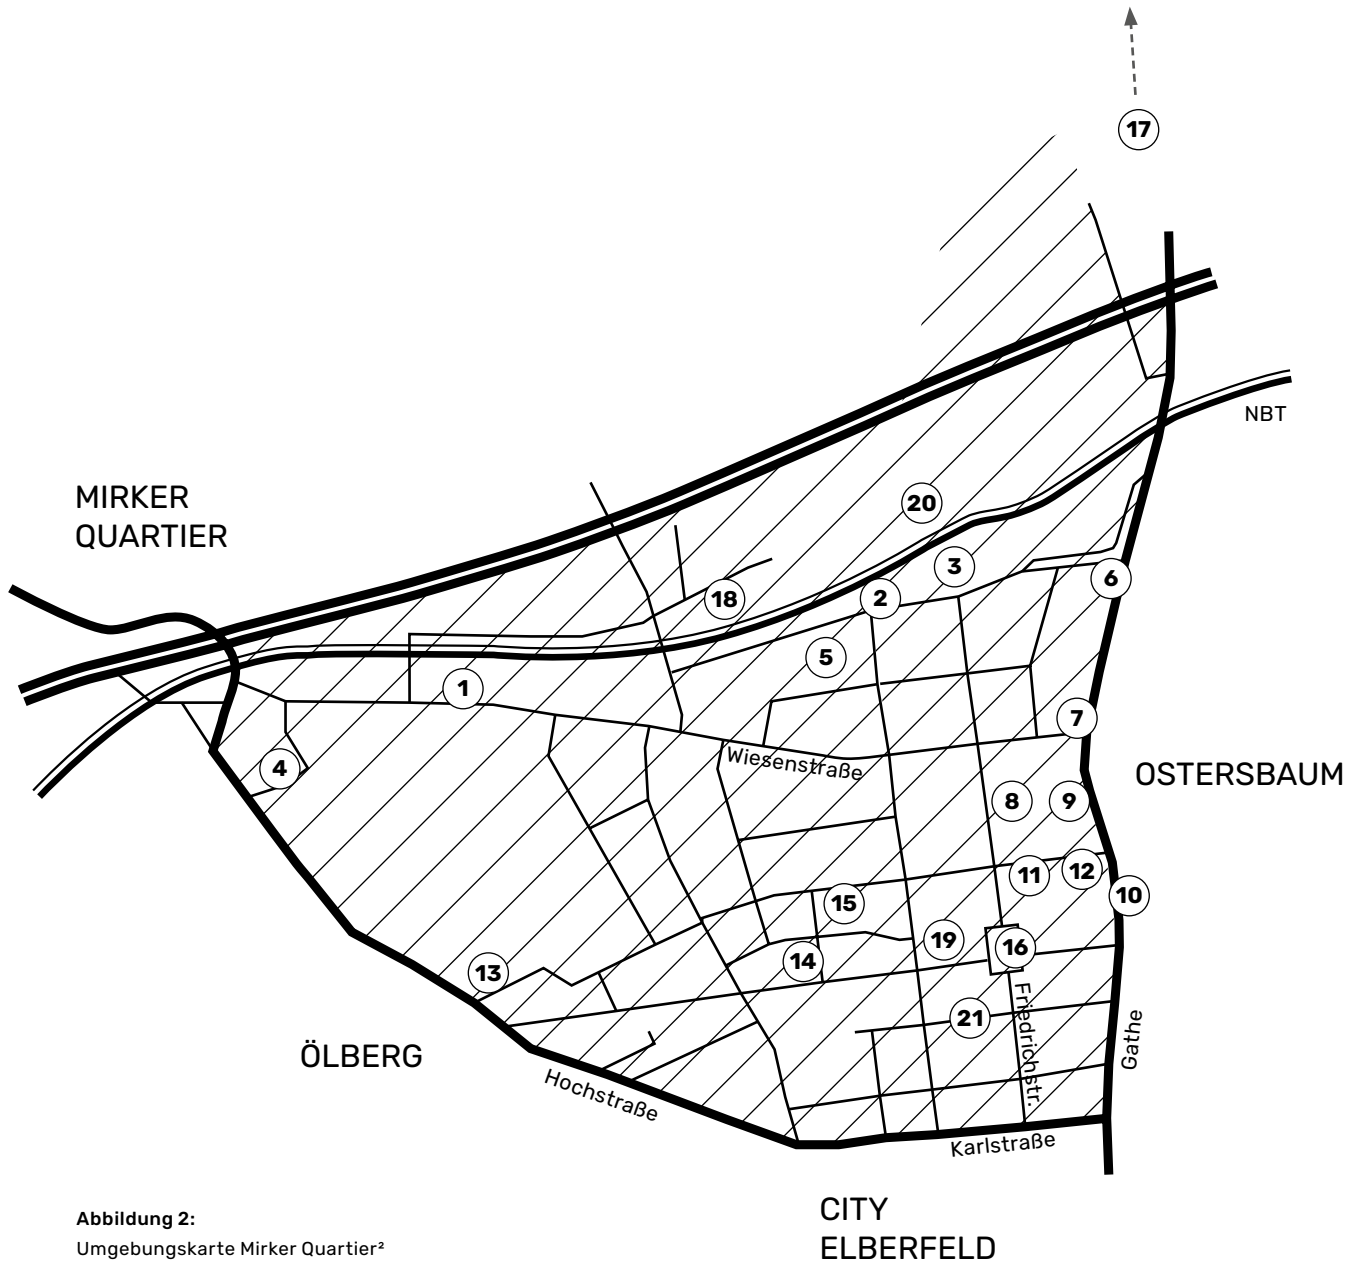 17
NBT
MIRKER
QUARTIER
20
3
6
2
18
5
1
7
Wiesenstraße
4
OSTERSBAUM
8
9
11
12
10
15
19
16
14
13
Friedrichstr.
21
Gathe
ÖLBERG
Hochstraße
Karlstraße
CITY
ELBERFELD
Abbildung 2:
Umgebungskarte Mirker Quartier²